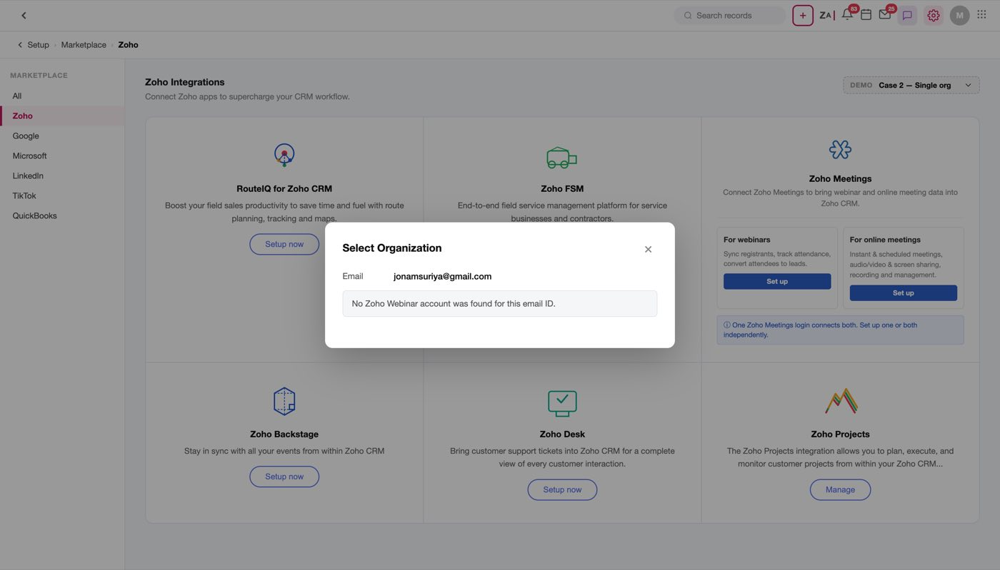 Search records
+
ZA
83
25
M
Setup › Marketplace › Zoho
MARKETPLACE
All
Zoho
Google
Microsoft
LinkedIn
TikTok
QuickBooks
Zoho Integrations
Connect Zoho apps to supercharge your CRM workflow.
DEMO Case 2 — Single org
RouteIQ for Zoho CRM
Boost your field sales productivity to save time and fuel with route
planning, tracking and maps.
Setup now
Zoho FSM
End-to-end field service management platform for service
businesses and contractors.
Zoho Meetings
Connect Zoho Meetings to bring webinar and online meeting data into
Zoho CRM.
For webinars
Sync registrants, track attendance,
convert attendees to leads.
Set up
For online meetings
Instant & scheduled meetings,
audio/video & screen sharing,
recording and management.
Set up
ⓘ One Zoho Meetings login connects both. Set up one or both
independently.
Select Organization
Email jonamsuriya@gmail.com
No Zoho Webinar account was found for this email ID.
Zoho Backstage
Stay in sync with all your events from within Zoho CRM
Setup now
Zoho Desk
Bring customer support tickets into Zoho CRM for a complete
view of every customer interaction.
Setup now
Zoho Projects
The Zoho Projects integration allows you to plan, execute, and
monitor customer projects from within your Zoho CRM...
Manage